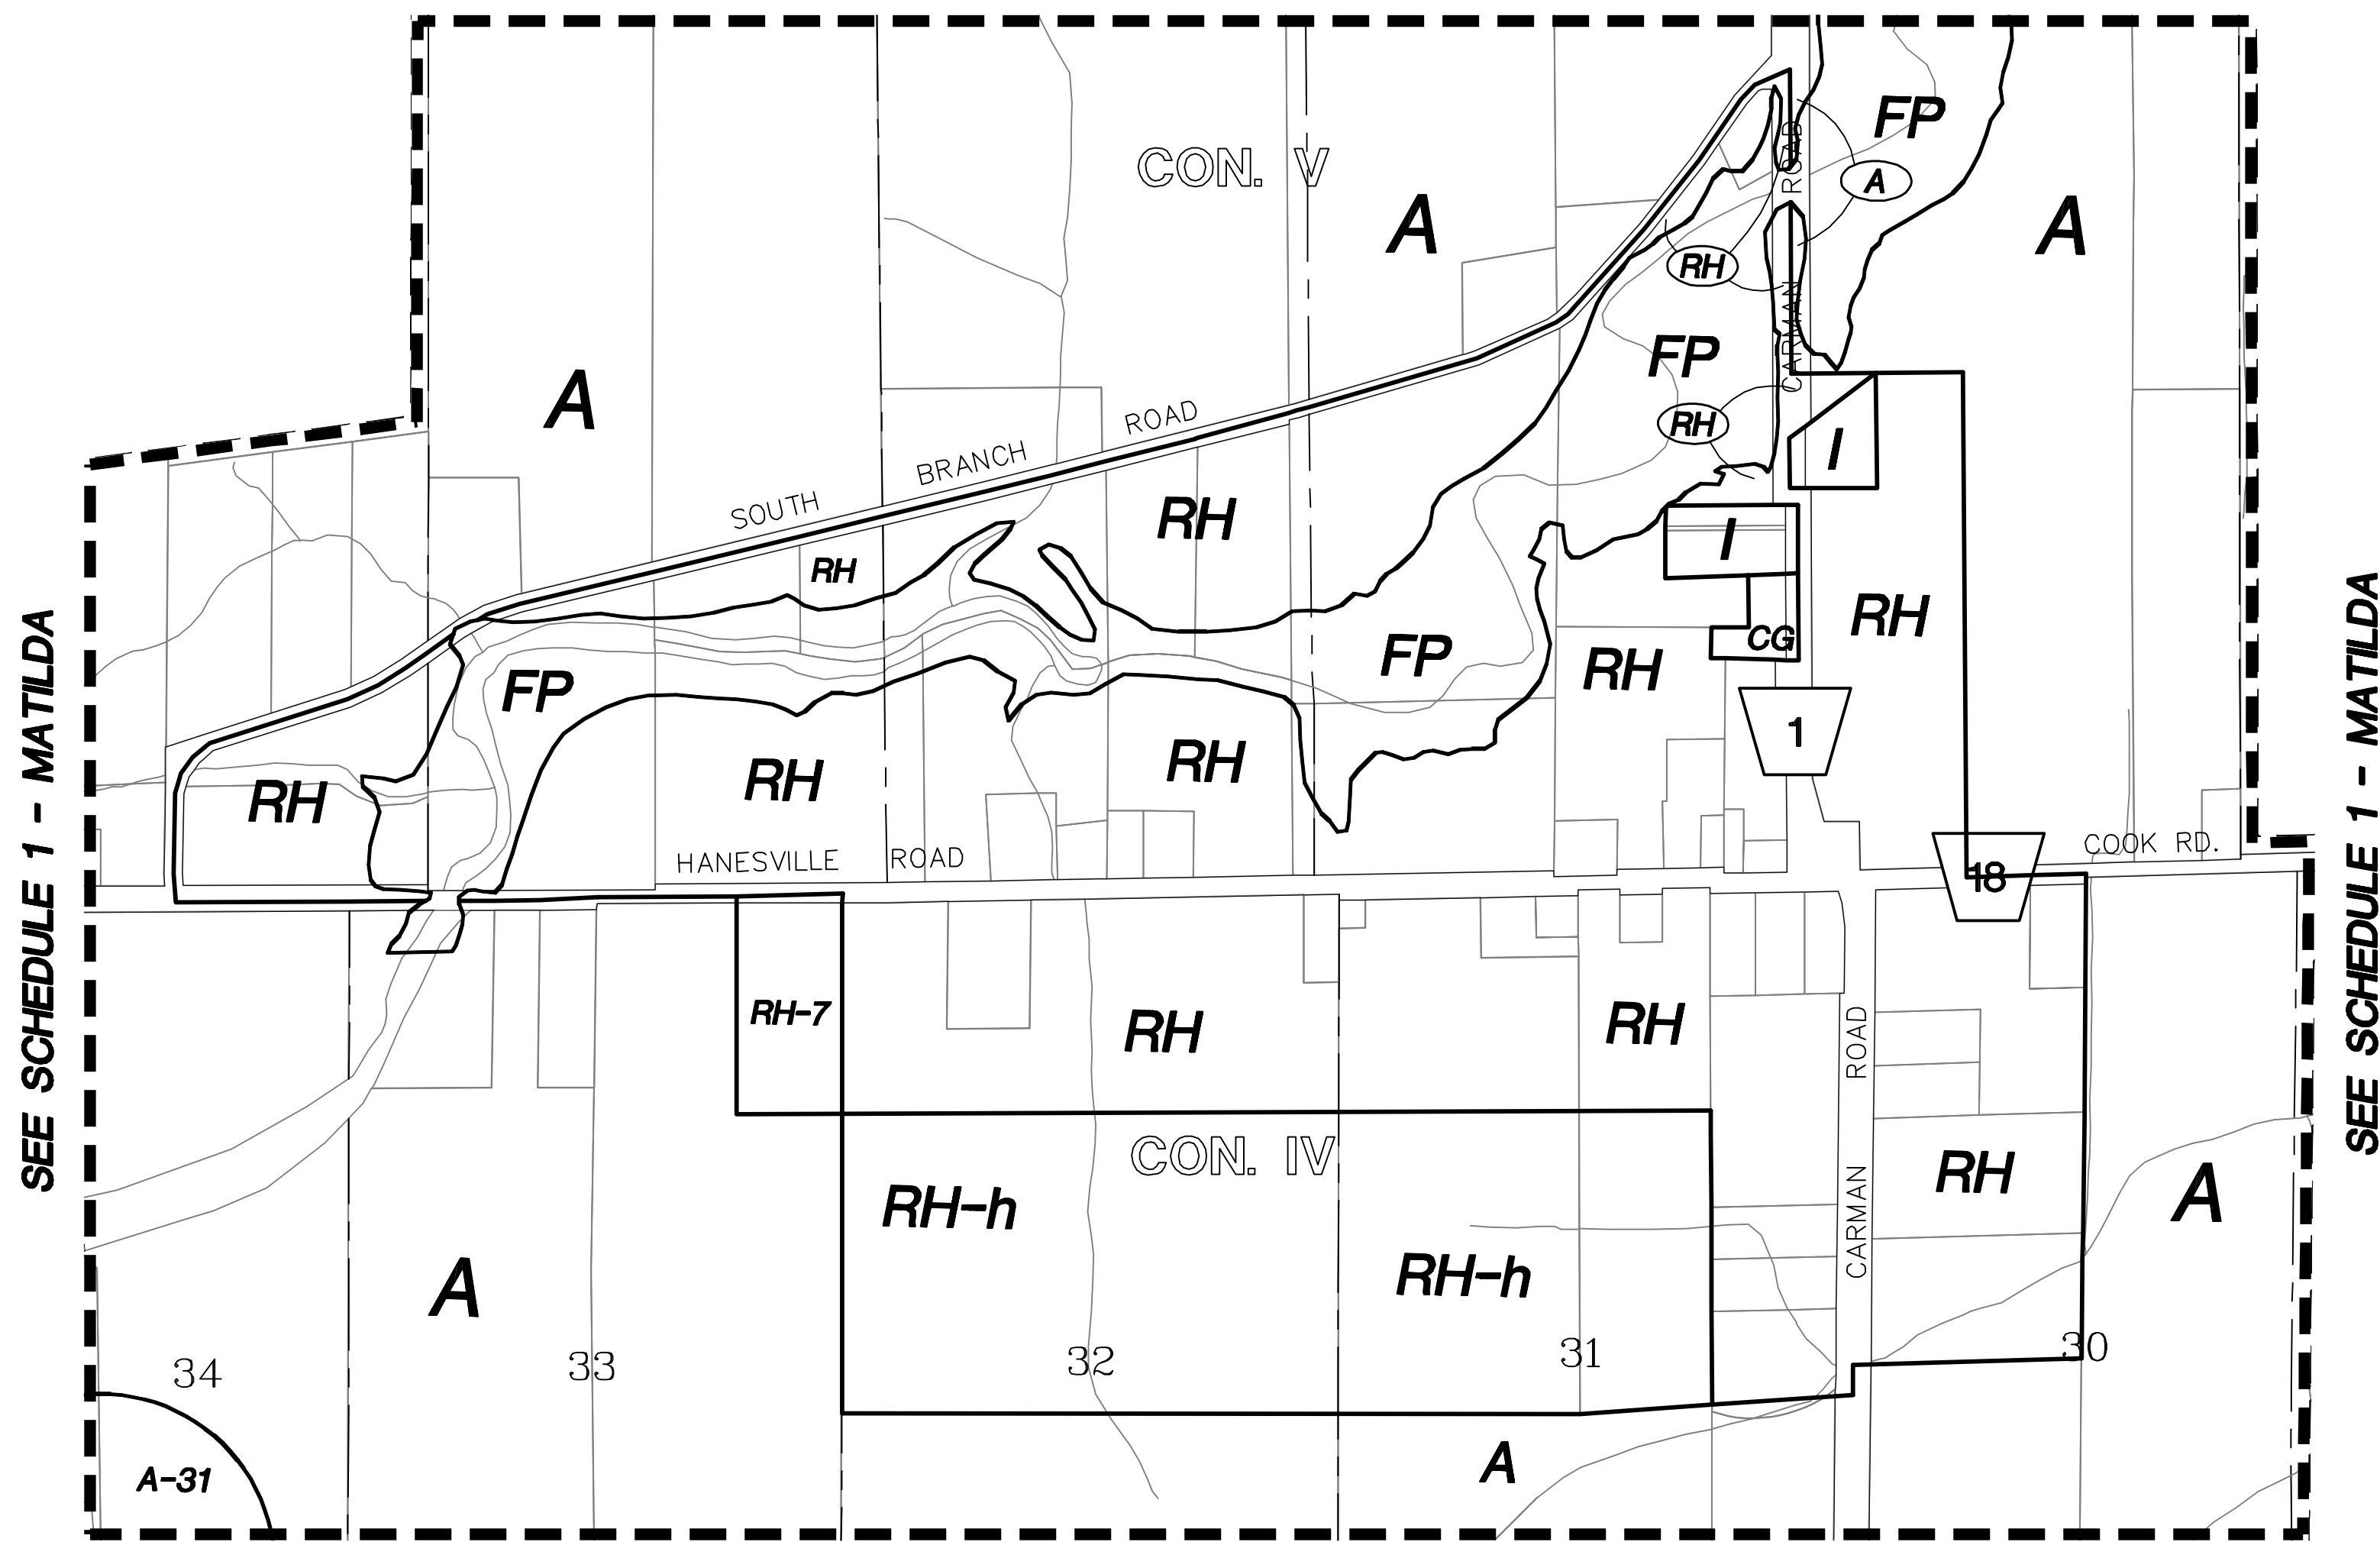 FP
CON. V
A
ROAD
A
A
RH
CARMAN
FP
A
RH
ROAD
BRANCH
I
SOUTH
RH
I
RH
RH
CG
FP
RH
FP
1
RH
RH
RH
HANESVILLE ROAD
COOK RD.
18
RH-7
RH
RH
ROAD
CON. IV
RH
CARMAN
A
RH-h
RH-h
A
34
33
32
31
30
A
A-31
SEE SCHEDULE 1 - MATILDA
SEE SCHEDULE 1 - MATILDA